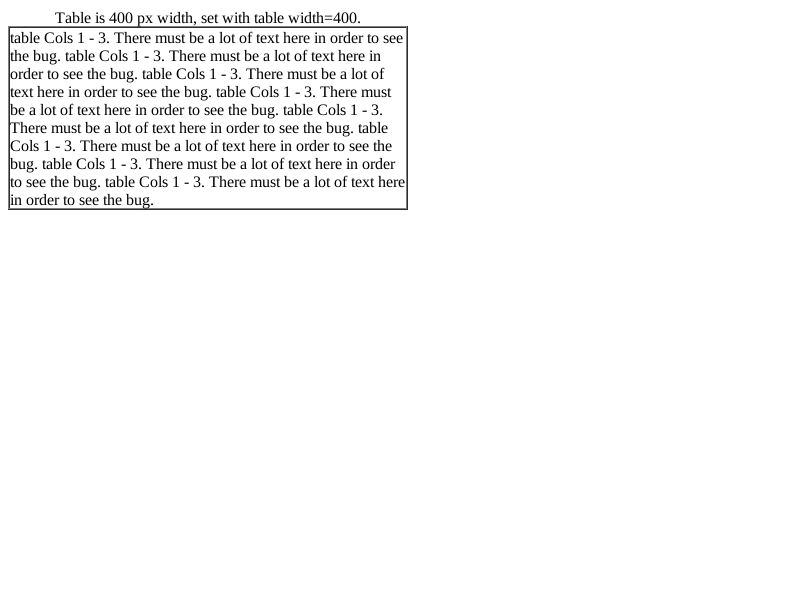 Table is 400 px width, set with table width=400.
table Cols 1 - 3. There must be a lot of text here in order to see
the bug. table Cols 1 - 3. There must be a lot of text here in
order to see the bug. table Cols 1 - 3. There must be a lot of
text here in order to see the bug. table Cols 1 - 3. There must
be a lot of text here in order to see the bug. table Cols 1 - 3.
There must be a lot of text here in order to see the bug. table
Cols 1 - 3. There must be a lot of text here in order to see the
bug. table Cols 1 - 3. There must be a lot of text here in order
to see the bug. table Cols 1 - 3. There must be a lot of text here
in order to see the bug.